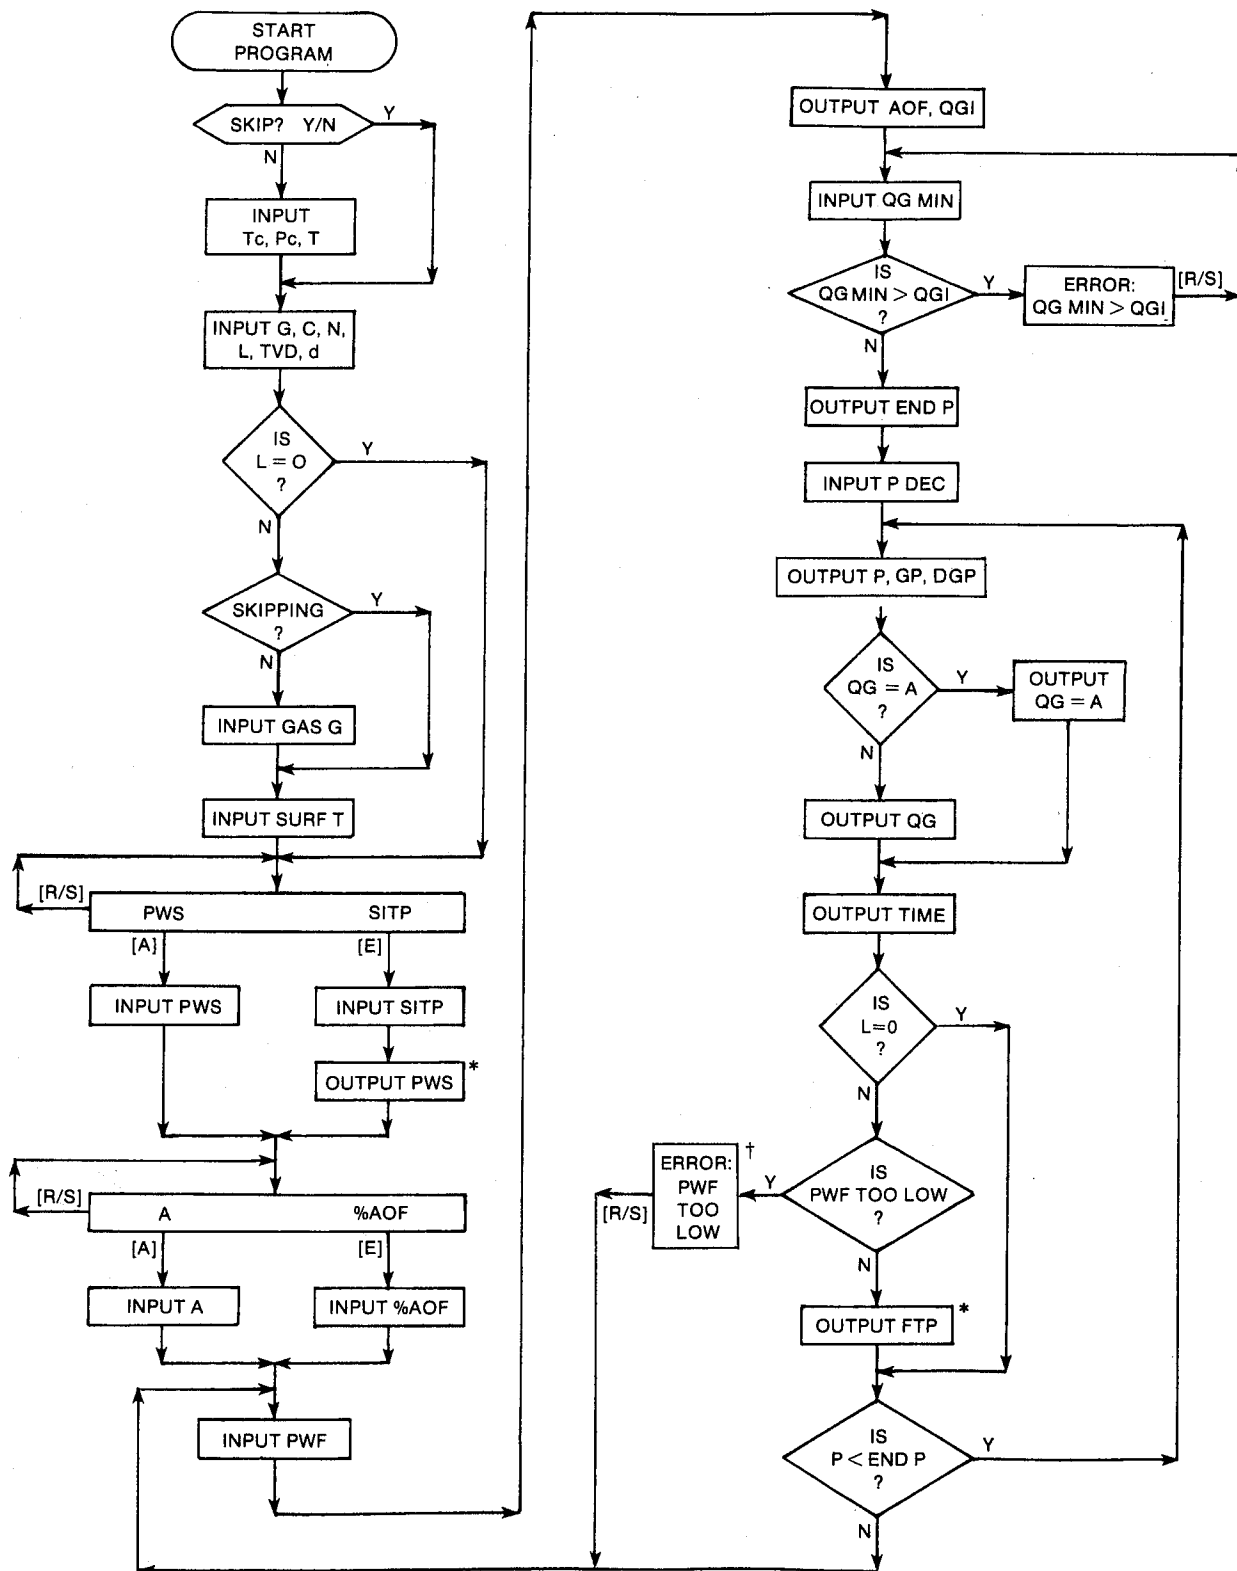 START
PROGRAM
SKIP? Y/N
Y
N
INPUT
Tc, Pc, T
INPUT G, C, N,
L, TVD, d
IS
L = O
?
Y
N
SKIPPING
?
Y
N
INPUT GAS G
INPUT SURF T
[R/S]
PWS SITP
[A] [E]
INPUT PWS
INPUT SITP
OUTPUT PWS *
[R/S]
A %AOF
[A] [E]
INPUT A
INPUT %AOF
INPUT PWF
OUTPUT AOF, QGI
INPUT QG MIN
IS
QG MIN > QGI
?
Y
ERROR:
QG MIN > QGI
[R/S]
N
OUTPUT END P
INPUT P DEC
OUTPUT P, GP, DGP
IS
QG = A
?
Y
OUTPUT
QG = A
N
OUTPUT QG
OUTPUT TIME
IS
L=0
?
Y
N
IS
PWF TOO LOW
?
Y
ERROR: †
PWF
TOO
LOW
[R/S]
N
OUTPUT FTP *
IS
P < END P
?
Y
N